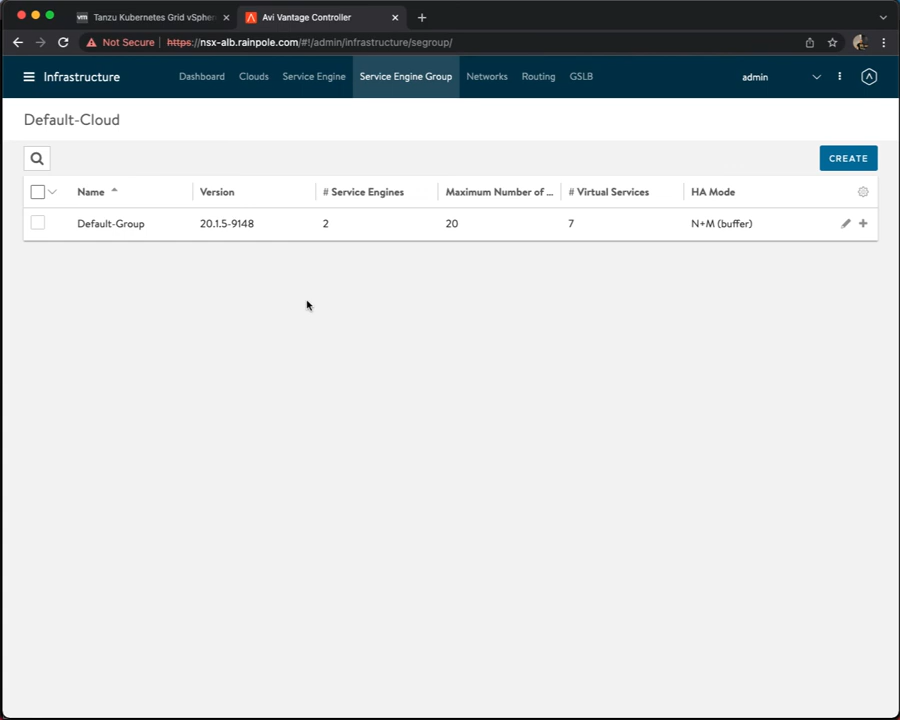 vm Tanzu Kubernetes Grid vSpher
Avi Vantage Controller
Not Secure https://nsx-alb.rainpole.com/#!/admin/infrastructure/segroup/
Infrastructure Dashboard Clouds Service Engine Service Engine Group Networks Routing GSLB admin
Default-Cloud
CREATE
Name Version # Service Engines Maximum Number of ... # Virtual Services HA Mode
Default-Group 20.1.5-9148 2 20 7 N+M (buffer)